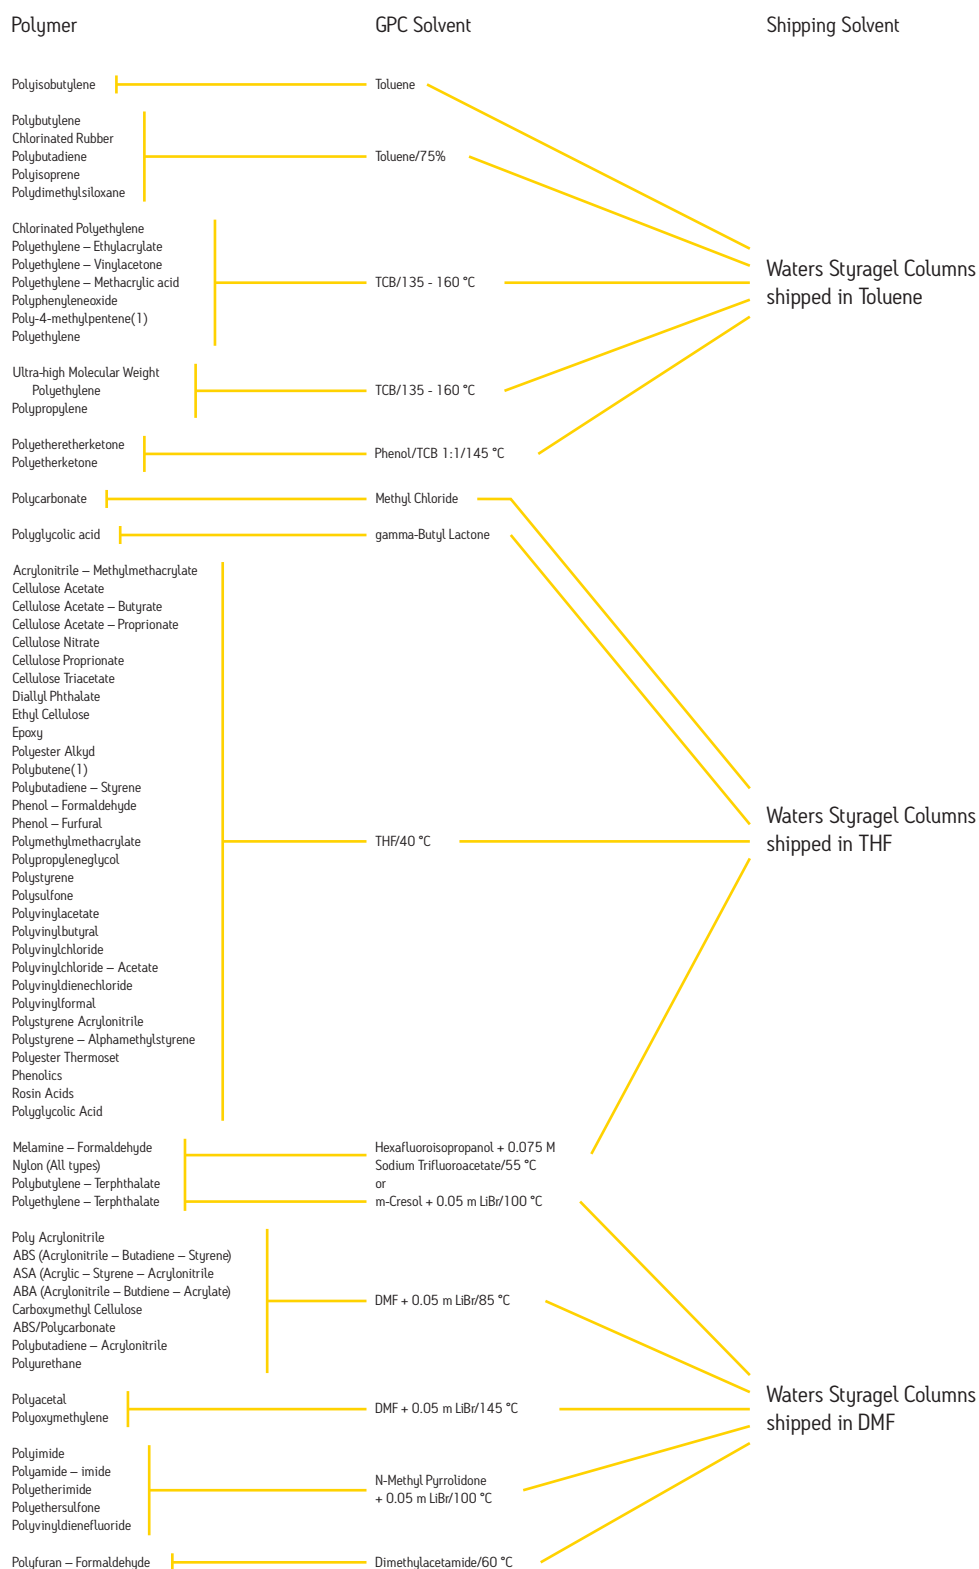 Polymer
GPC Solvent
Shipping Solvent
Polyisobutylene
Toluene
Polybutylene
Chlorinated Rubber
Polybutadiene
Polyisoprene
Polydimethylsiloxane
Toluene/75%
Chlorinated Polyethylene
Polyethylene – Ethylacrylate
Polyethylene – Vinylacetone
Polyethylene – Methacrylic acid
Polyphenyleneoxide
Poly-4-methylpentene(1)
Polyethylene
TCB/135 - 160 °C
Waters Styragel Columns
shipped in Toluene
Ultra-high Molecular Weight
Polyethylene
Polypropylene
TCB/135 - 160 °C
Polyetheretherketone
Polyetherketone
Phenol/TCB 1:1/145 °C
Polycarbonate
Methyl Chloride
Polyglycolic acid
gamma-Butyl Lactone
Acrylonitrile – Methylmethacrylate
Cellulose Acetate
Cellulose Acetate – Butyrate
Cellulose Acetate – Proprionate
Cellulose Nitrate
Cellulose Proprionate
Cellulose Triacetate
Diallyl Phthalate
Ethyl Cellulose
Epoxy
Polyester Alkyd
Polybutene(1)
Polybutadiene – Styrene
Phenol – Formaldehyde
Phenol – Furfural
Polymethylmethacrylate
Polypropyleneglycol
Polystyrene
Polysulfone
Polyvinylacetate
Polyvinylbutyral
Polyvinylchloride
Polyvinylchloride – Acetate
Polyvinyldienechloride
Polyvinylformal
Polystyrene Acrylonitrile
Polystyrene – Alphamethylstyrene
Polyester Thermoset
Phenolics
Rosin Acids
Polyglycolic Acid
THF/40 °C
Waters Styragel Columns
shipped in THF
Melamine – Formaldehyde
Nylon (All types)
Polybutylene – Terphthalate
Polyethylene – Terphthalate
Hexafluoroisopropanol + 0.075 M
Sodium Trifluoroacetate/55 °C
or
m-Cresol + 0.05 m LiBr/100 °C
Poly Acrylonitrile
ABS (Acrylonitrile – Butadiene – Styrene)
ASA (Acrylic – Styrene – Acrylonitrile
ABA (Acrylonitrile – Butdiene – Acrylate)
Carboxymethyl Cellulose
ABS/Polycarbonate
Polybutadiene – Acrylonitrile
Polyurethane
DMF + 0.05 m LiBr/85 °C
Polyacetal
Polyoxymethylene
DMF + 0.05 m LiBr/145 °C
Waters Styragel Columns
shipped in DMF
Polyimide
Polyamide – imide
Polyetherimide
Polyethersulfone
Polyvinyldienefluoride
N-Methyl Pyrrolidone
+ 0.05 m LiBr/100 °C
Polyfuran – Formaldehyde
Dimethylacetamide/60 °C